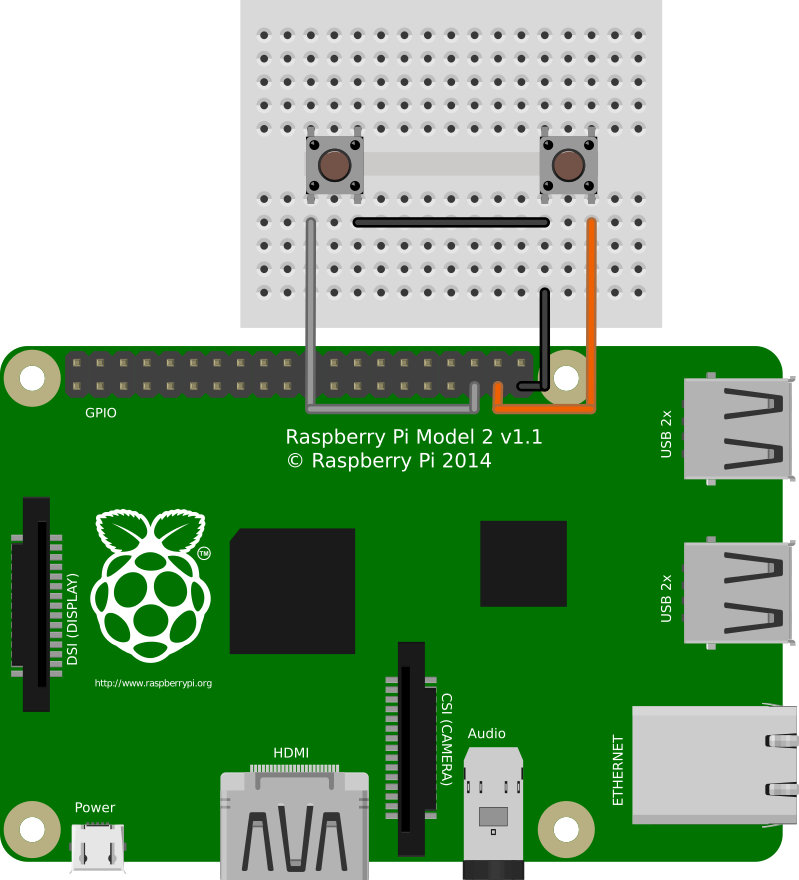 GPIO
Raspberry Pi Model 2 v1.1
© Raspberry Pi 2014
USB 2x
DSI (DISPLAY)
TM
USB 2x
http://www.raspberrypi.org
CSI (CAMERA)
Audio
ETHERNET
HDMI
Power